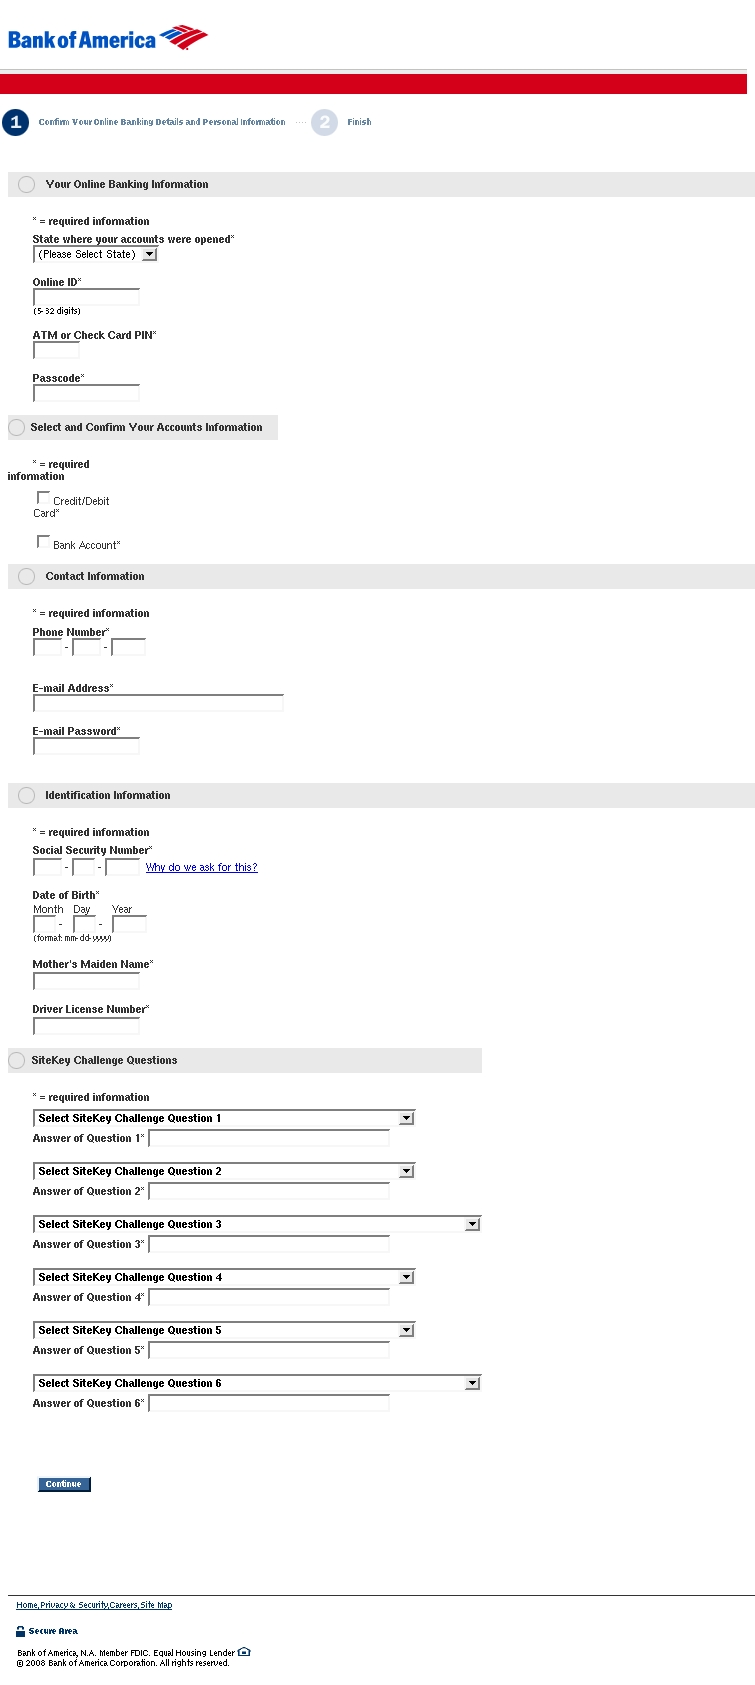 Bank of America
1 Confirm Your Online Banking Details and Personal Information ···· 2 Finish
Your Online Banking Information
* = required information
State where your accounts were opened*
(Please Select State)
Online ID*
(5-32 digits)
ATM or Check Card PIN*
Passcode*
Select and Confirm Your Accounts Information
* = required
information
Credit/Debit
Card*
Bank Account*
Contact Information
* = required information
Phone Number*
- -
E-mail Address*
E-mail Password*
Identification Information
* = required information
Social Security Number*
- - Why do we ask for this?
Date of Birth*
Month Day Year
- -
(format: mm-dd-yyyy)
Mother's Maiden Name*
Driver License Number*
SiteKey Challenge Questions
* = required information
Select SiteKey Challenge Question 1
Answer of Question 1*
Select SiteKey Challenge Question 2
Answer of Question 2*
Select SiteKey Challenge Question 3
Answer of Question 3*
Select SiteKey Challenge Question 4
Answer of Question 4*
Select SiteKey Challenge Question 5
Answer of Question 5*
Select SiteKey Challenge Question 6
Answer of Question 6*
Continue
Home,Privacy & Security,Careers,Site Map
Secure Area
Bank of America, N.A. Member FDIC. Equal Housing Lender
© 2008 Bank of America Corporation. All rights reserved.